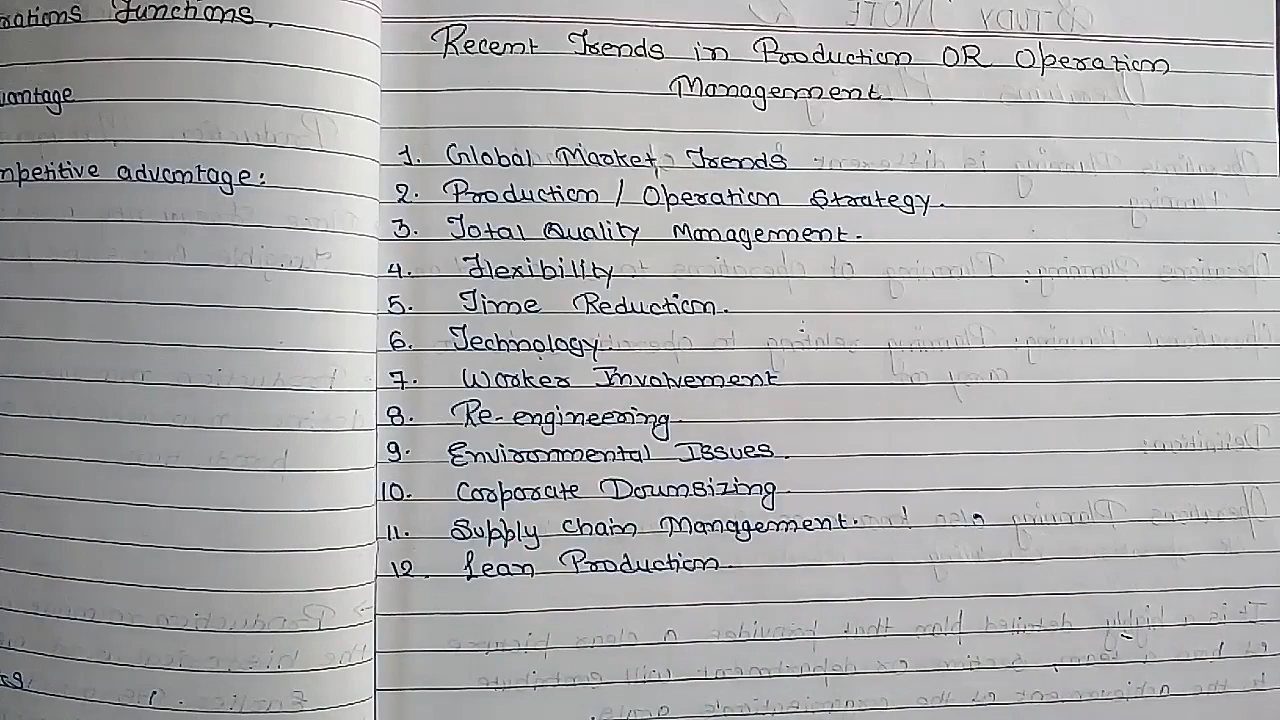 rations functions.
vantage
mpetitive advantage:
Recent Trends in Production OR Operation
Management
1. Global Market Trends
2. Production / Operation Strategy.
3. Total Quality Management.
4. Flexibility
5. Time Reduction.
6. Technology
7. Worker Involvement
8. Re-engineering
9. Environmental Issues.
10. Corporate Downsizing
11. Supply Chain Management.
12. Lean Production